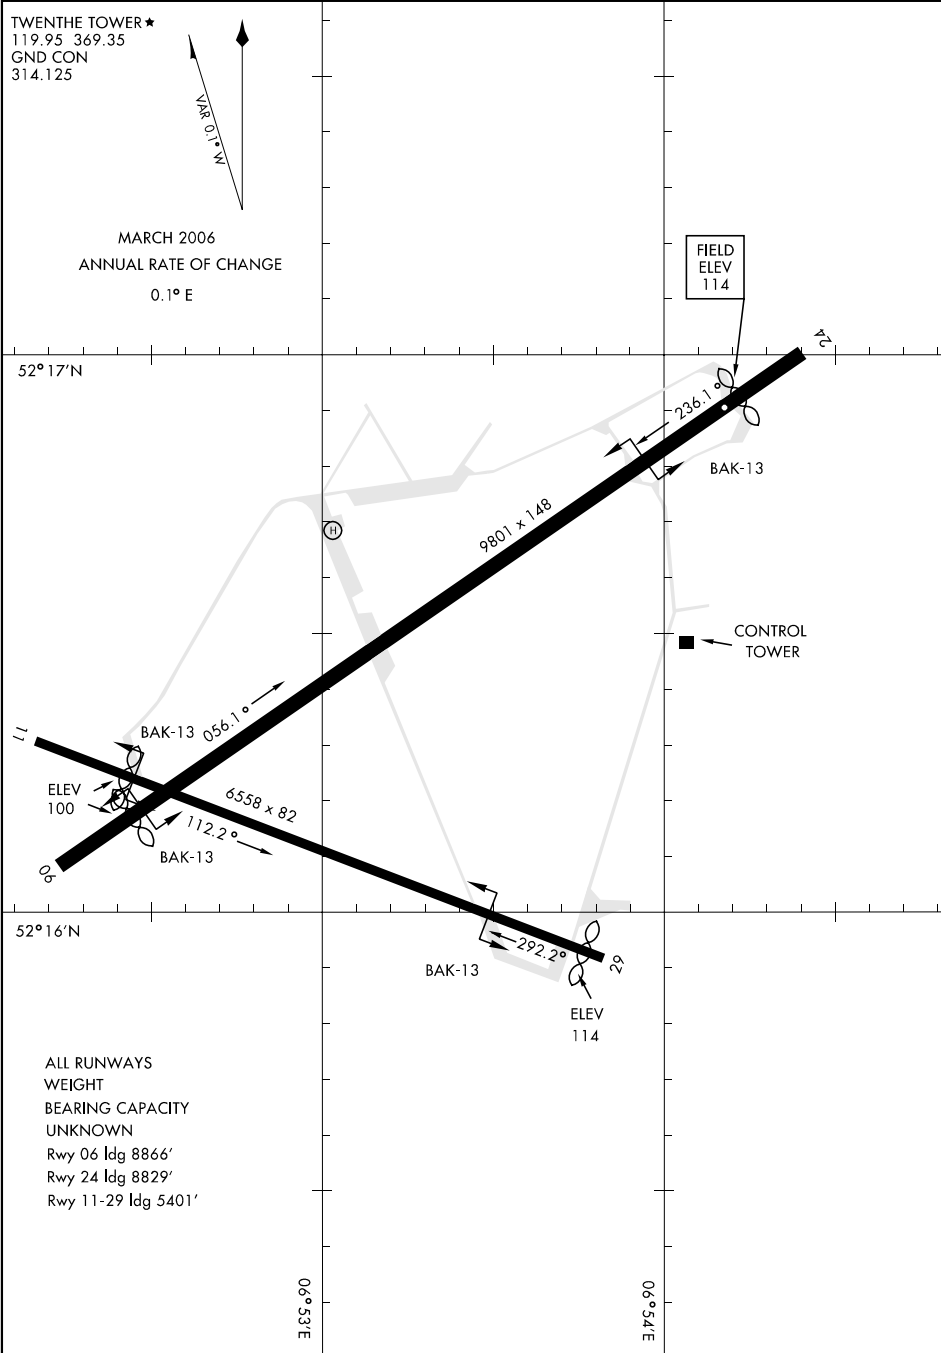 TWENTHE TOWER★
119.95 369.35
GND CON
314.125
VAR 0.1° W
MARCH 2006
ANNUAL RATE OF CHANGE
0.1° E
FIELD
ELEV
114
24
52°17'N
236.1°
BAK-13
9801 x 148
H
CONTROL
TOWER
056.1°
11
BAK-13
ELEV
100
6558 x 82
112.2°
BAK-13
06
52°16'N
292.2°
29
BAK-13
ELEV
114
ALL RUNWAYS
WEIGHT
BEARING CAPACITY
UNKNOWN
Rwy 06 ldg 8866'
Rwy 24 ldg 8829'
Rwy 11-29 ldg 5401'
06°53'E
06°54'E